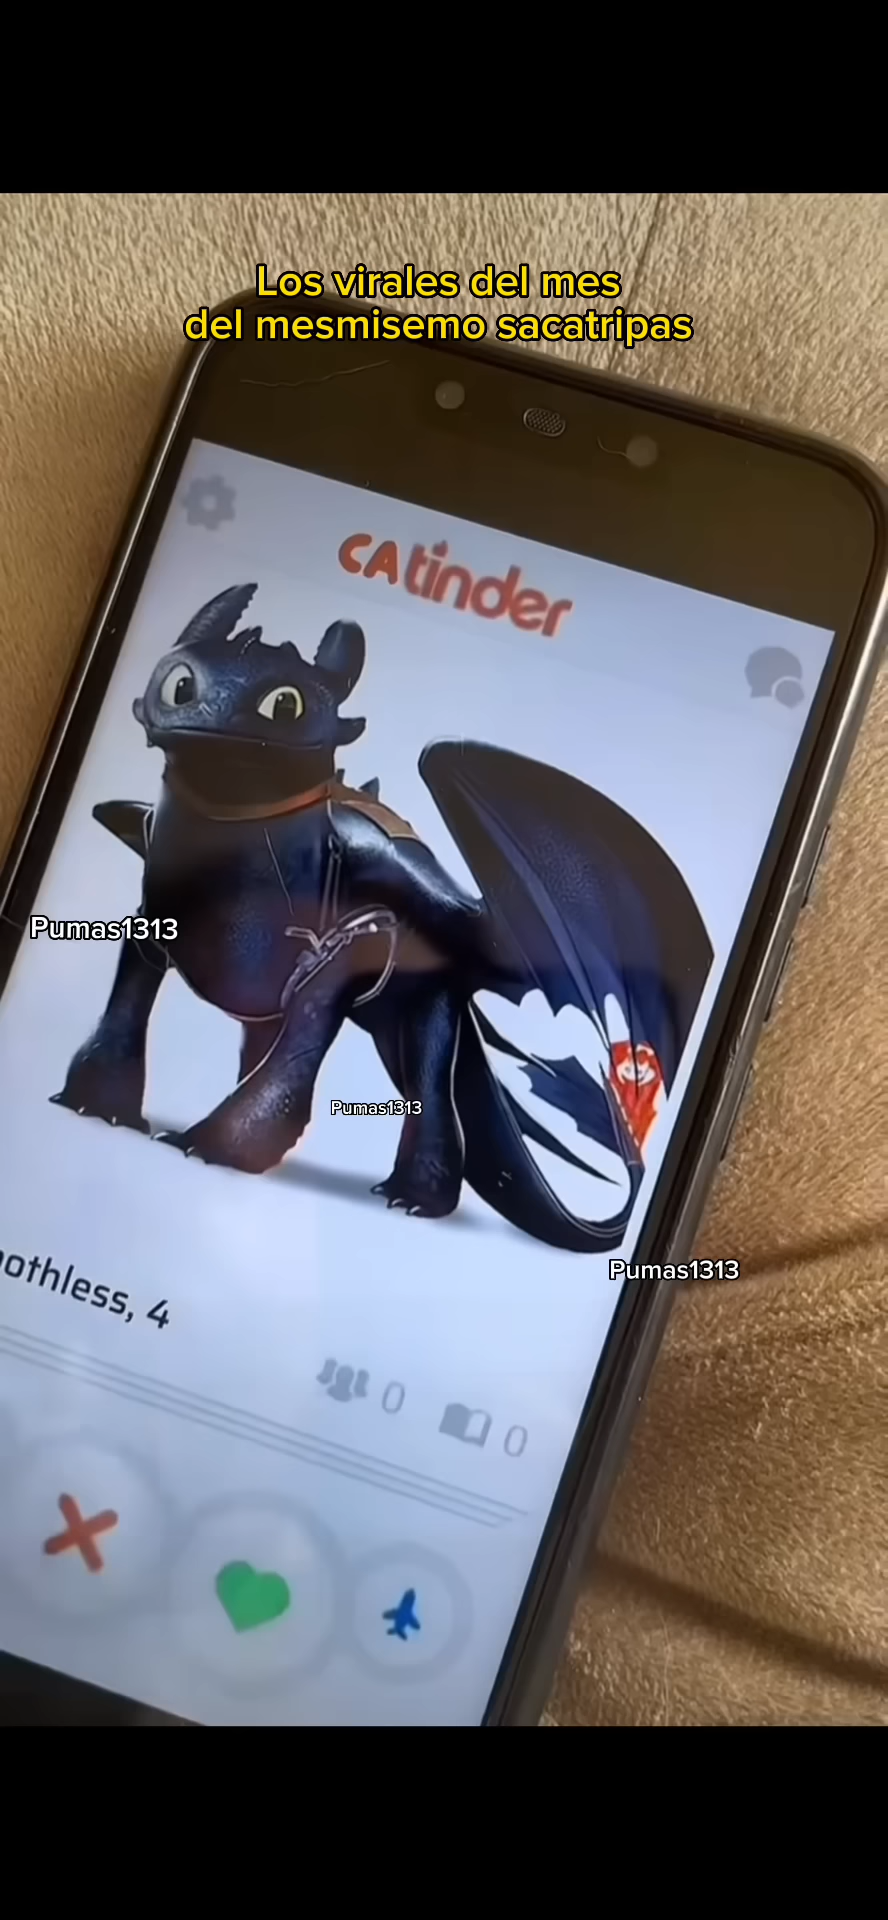 Los virales del mes
del mesmisemo sacatripas
CAtinder
Pumas1313
Pumas1313
othless, 4
Pumas1313
0
0